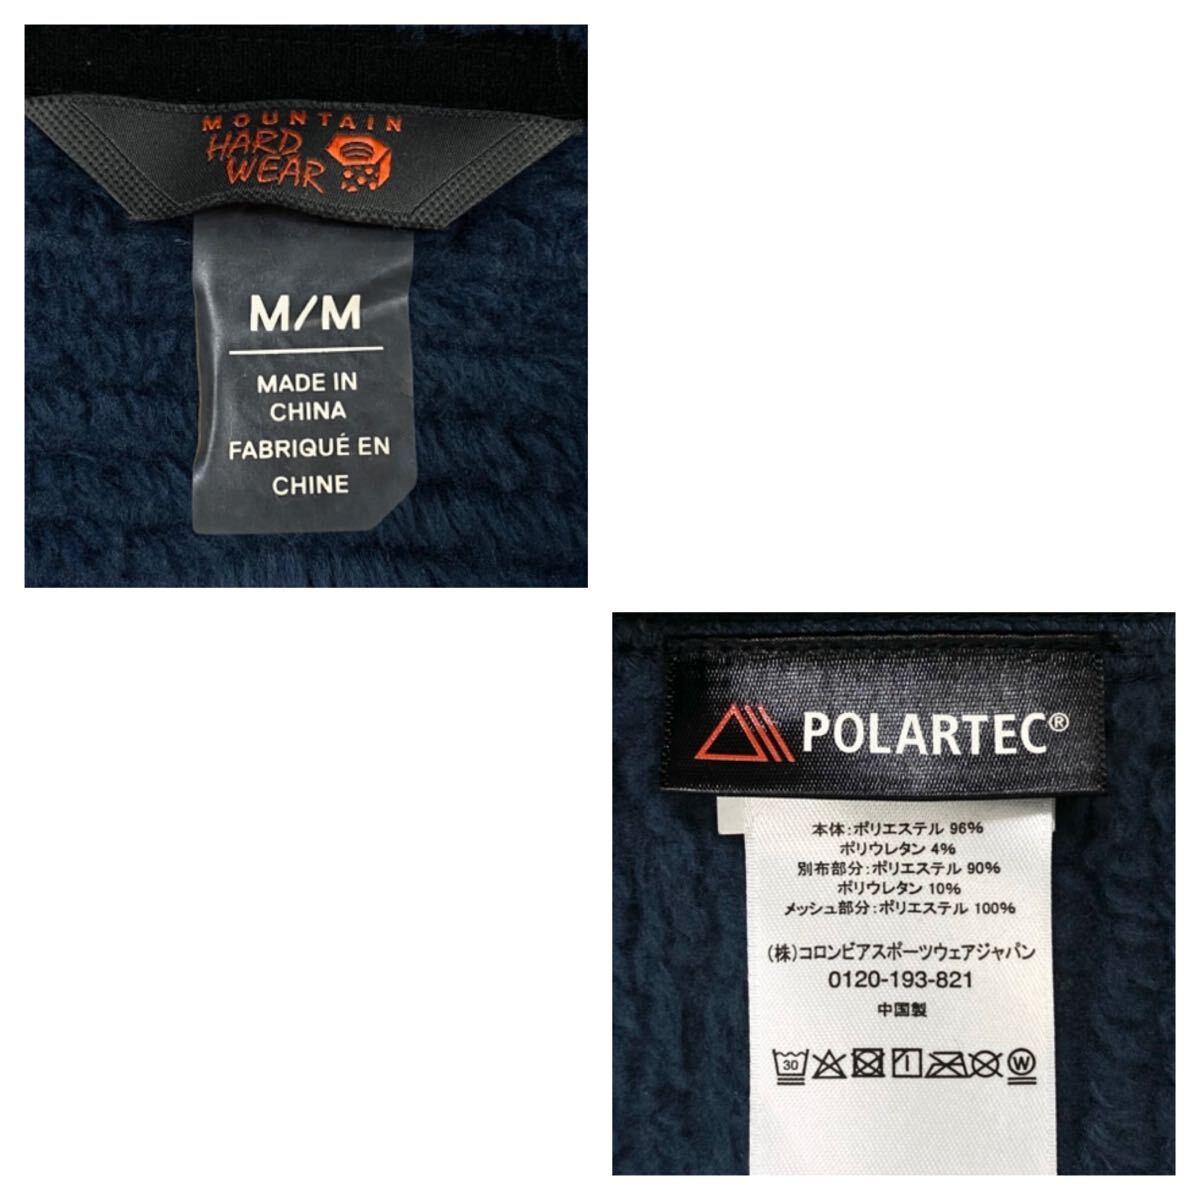 MOUNTAIN
HARD
WEAR
M/M
MADE IN
CHINA
FABRIQUÉ EN
CHINE
POLARTEC®
本体:ポリエステル 96%
ポリウレタン 4%
別布部分:ポリエステル 90%
ポリウレタン 10%
メッシュ部分:ポリエステル 100%
(株)コロンビアスポーツウェアジャパン
0120-193-821
中国製
30 W